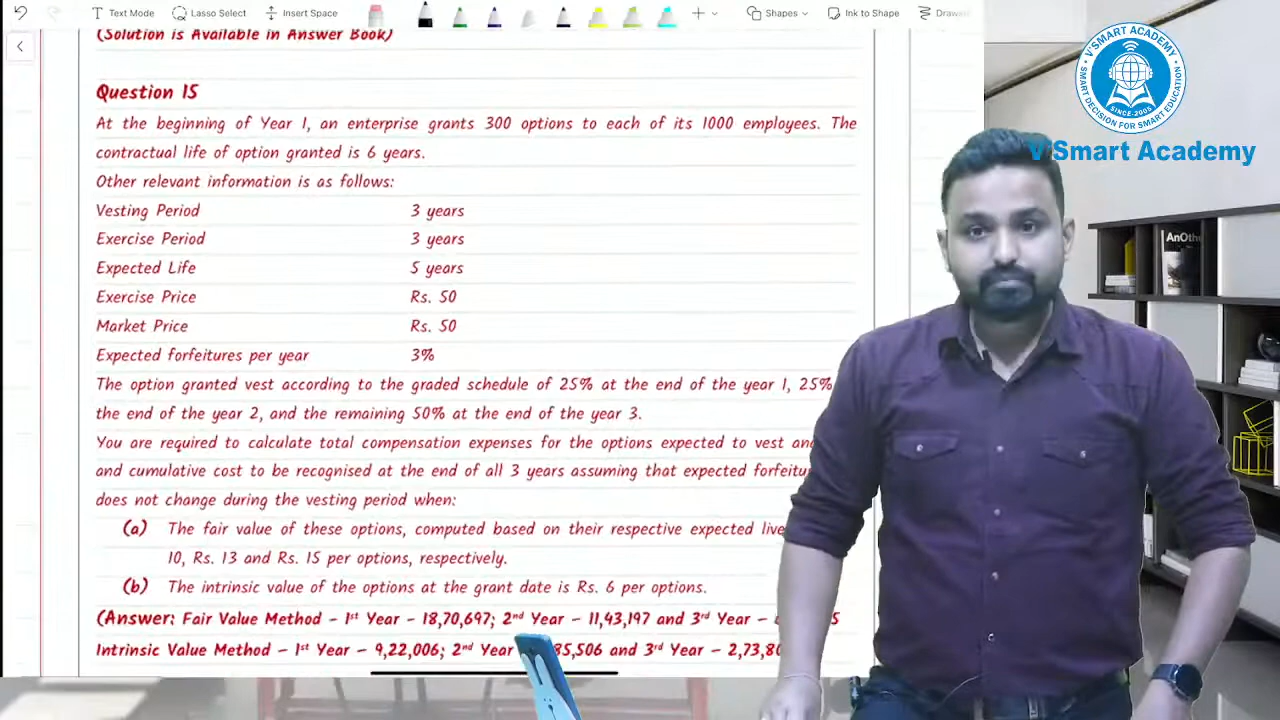 Text Mode Lasso Select Insert Space Shapes Ink to Shape
(Solution is Available in Answer Book)
Question 15
At the beginning of Year 1, an enterprise grants 300 options to each of its 1000 employees. The
contractual life of option granted is 6 years.
Other relevant information is as follows:
Vesting Period 3 years
Exercise Period 3 years
Expected Life 5 years
Exercise Price Rs. 50
Market Price Rs. 50
Expected forfeitures per year 3%
The option granted vest according to the graded schedule of 25% at the end of the year 1, 25%
the end of the year 2, and the remaining 50% at the end of the year 3.
You are required to calculate total compensation expenses for the options expected to vest
and cumulative cost to be recognised at the end of all 3 years assuming that expected
does not change during the vesting period when:
(a) The fair value of these options, computed based on their respective expected
10, Rs. 13 and Rs. 15 per options, respectively.
(b) The intrinsic value of the options at the grant date is Rs. 6 per options.
(Answer: Fair Value Method – 1st Year – 18,70,697; 2nd Year – 11,43,197 and 3rd Year –
Intrinsic Value Method – 1st Year – 9,22,006; 2nd Year and 3rd Year –
V'SMART ACADEMY
SMART DECISION FOR SMART EDUCATION
SINCE-2005
V'Smart Academy